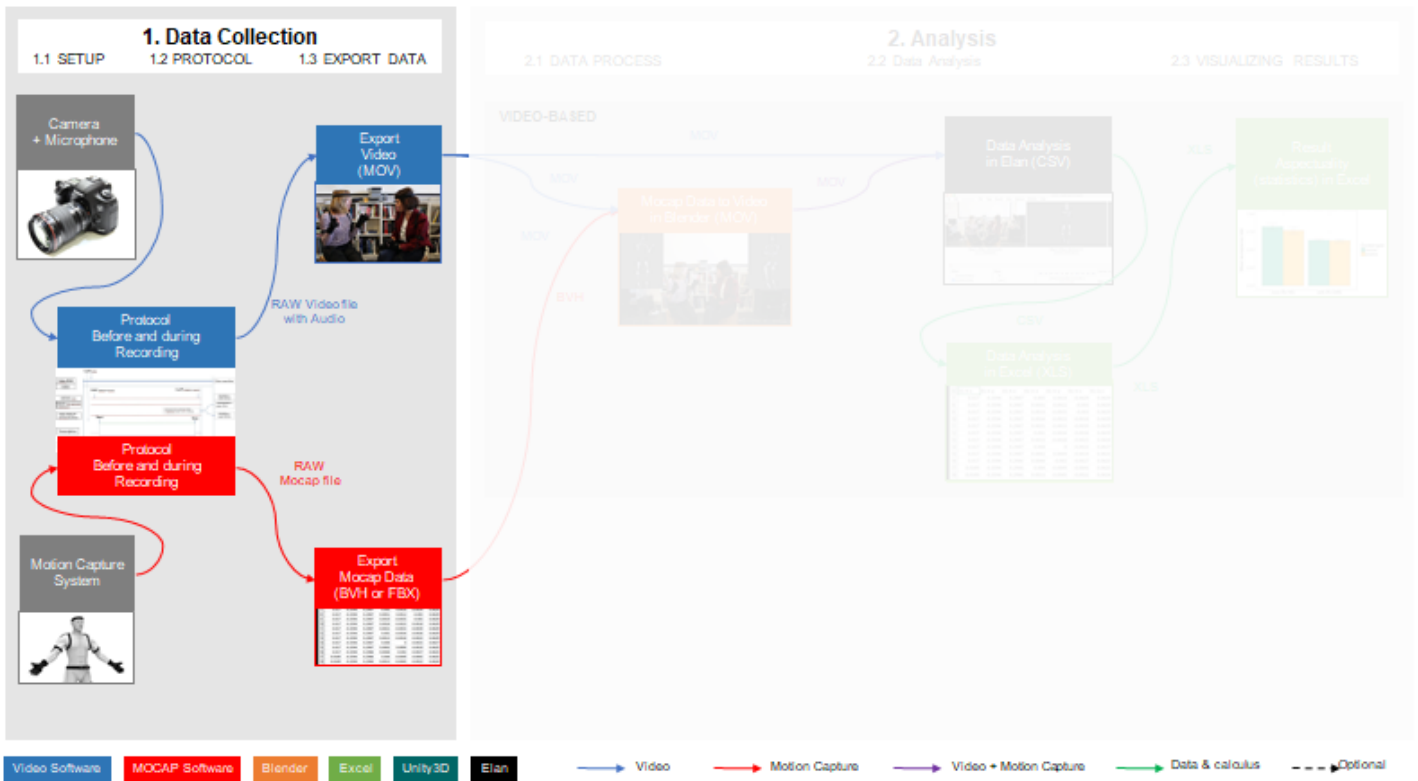 1. Data Collection
1.1 SETUP
1.2 PROTOCOL
1.3 EXPORT DATA
Camera
+ Microphone
Export
Video
(MOV)
RAW Video file
with Audio
Protocol
Before and during
Recording
Protocol
Before and during
Recording
RAW
Mocap file
Motion Capture
System
Export
Mocap Data
(BVH or FBX)
2. Analysis
2.1 DATA PROCESS
2.2 Data Analysis
2.3 VISUALIZING RESULTS
VIDEO-BASED
MOV
MOV
MOV
MOV
BVH
Mocap Data to Video
in Blender (MOV)
Data Analysis
in Elan (CSV)
CSV
Data Analysis
in Excel (XLS)
XLS
XLS
Result
in Excel
Video Software
MOCAP Software
Blender
Excel
Unity3D
Elan
Video
Motion Capture
Video + Motion Capture
Data & calculus
Optional